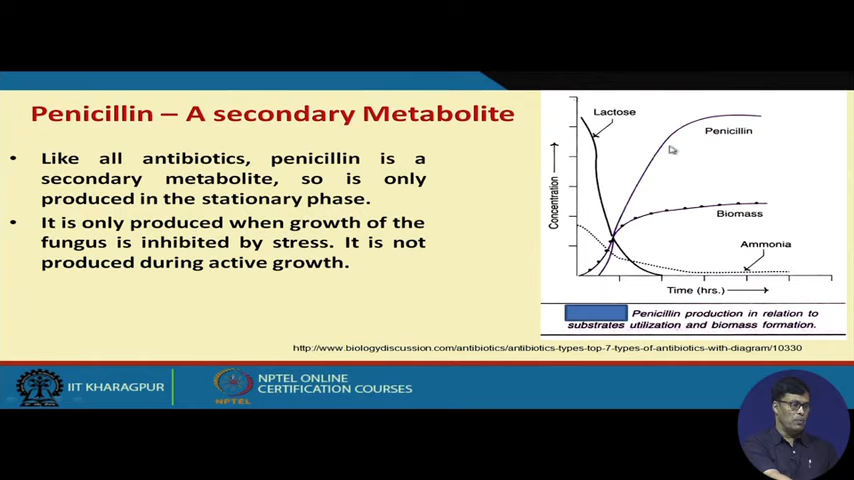 Penicillin – A secondary Metabolite
• Like all antibiotics, penicillin is a
secondary metabolite, so is only
produced in the stationary phase.
• It is only produced when growth of the
fungus is inhibited by stress. It is not
produced during active growth.
Lactose
Penicillin
Biomass
Ammonia
Concentration
Time (hrs.)
Penicillin production in relation to
substrates utilization and biomass formation.
http://www.biologydiscussion.com/antibiotics/antibiotics-types-top-7-types-of-antibiotics-with-diagram/10330
IIT KHARAGPUR
NPTEL
NPTEL ONLINE
CERTIFICATION COURSES